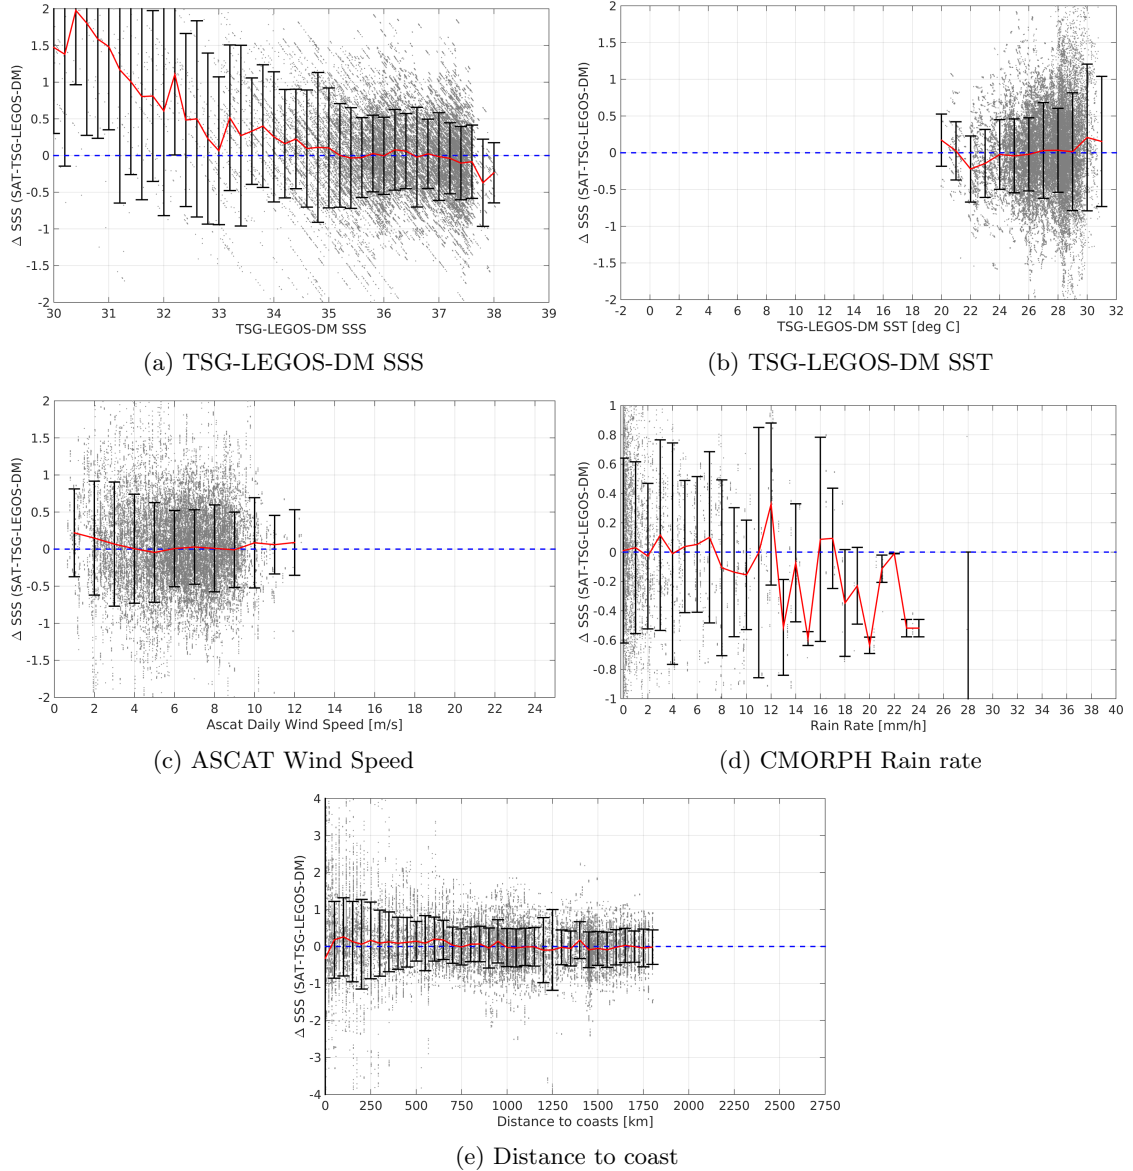 Δ SSS (SAT-TSG-LEGOS-DM)
2
1.5
1
0.5
0
-0.5
-1
-1.5
-2
30 31 32 33 34 35 36 37 38 39
TSG-LEGOS-DM SSS
(a) TSG-LEGOS-DM SSS
Δ SSS (SAT-TSG-LEGOS-DM)
2
1.5
1
0.5
0
-0.5
-1
-1.5
-2
-2 0 2 4 6 8 10 12 14 16 18 20 22 24 26 28 30 32
TSG-LEGOS-DM SST [deg C]
(b) TSG-LEGOS-DM SST
Δ SSS (SAT-TSG-LEGOS-DM)
2
1.5
1
0.5
0
-0.5
-1
-1.5
-2
0 2 4 6 8 10 12 14 16 18 20 22 24
Ascat Daily Wind Speed [m/s]
(c) ASCAT Wind Speed
Δ SSS (SAT-TSG-LEGOS-DM)
1
0.8
0.6
0.4
0.2
0
-0.2
-0.4
-0.6
-0.8
-1
0 2 4 6 8 10 12 14 16 18 20 22 24 26 28 30 32 34 36 38 40
Rain Rate [mm/h]
(d) CMORPH Rain rate
Δ SSS (SAT-TSG-LEGOS-DM)
4
3
2
1
0
-1
-2
-3
-4
0 250 500 750 1000 1250 1500 1750 2000 2250 2500 2750
Distance to coasts [km]
(e) Distance to coast